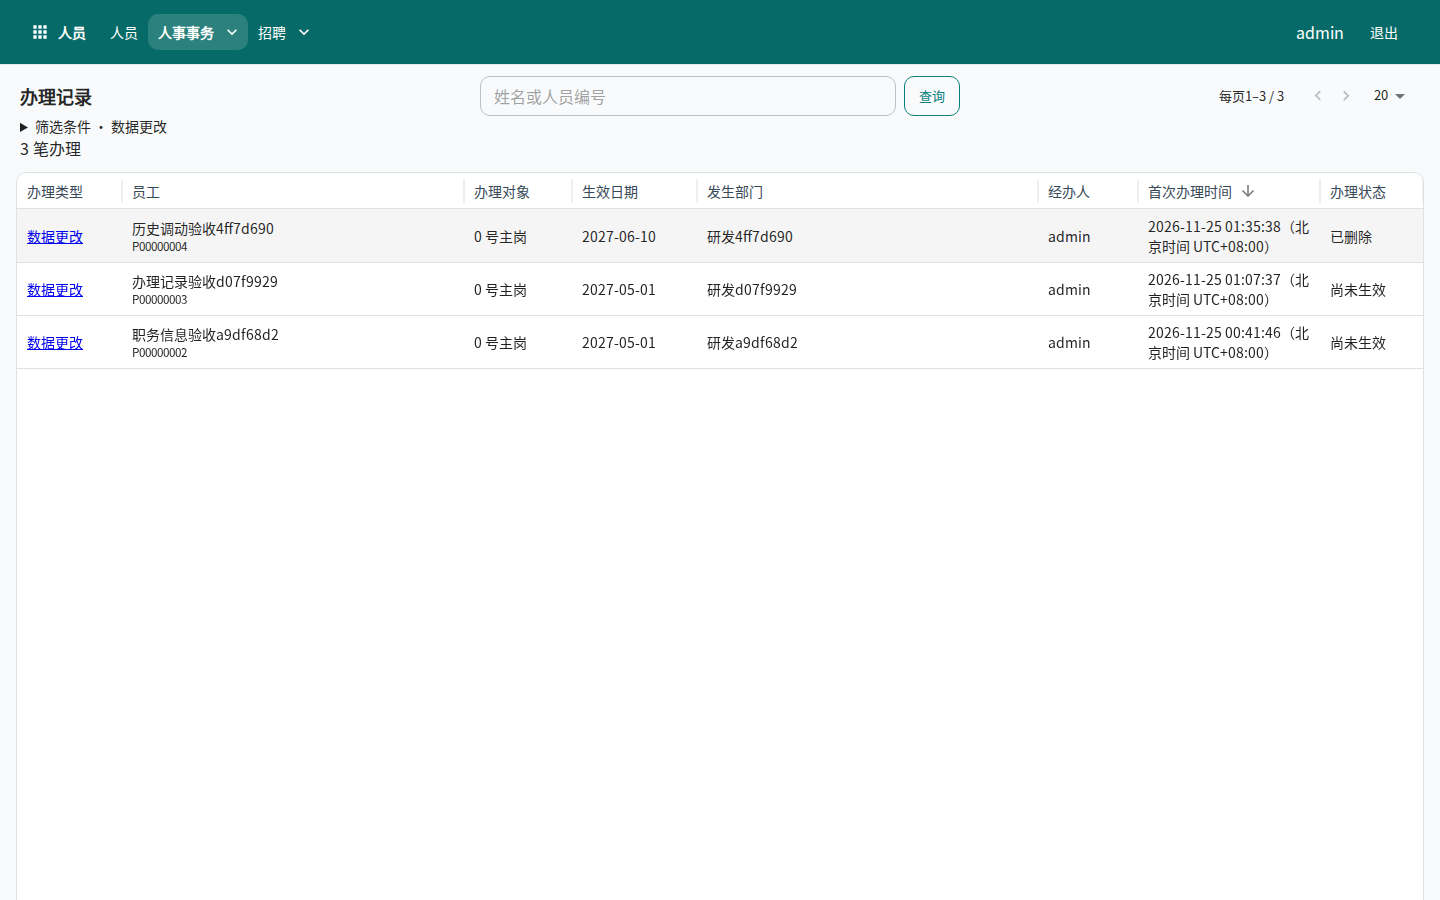 人员 人员 人事事务 招聘 admin 退出
办理记录 姓名或人员编号 查询 每页1–3 / 3 20
筛选条件 · 数据更改
3 笔办理
办理类型 员工 办理对象 生效日期 发生部门 经办人 首次办理时间 办理状态
数据更改 历史调动验收4ff7d690 0 号主岗 2027-06-10 研发4ff7d690 admin 2026-11-25 01:35:38（北 已删除
P00000004 京时间 UTC+08:00）
数据更改 办理记录验收d07f9929 0 号主岗 2027-05-01 研发d07f9929 admin 2026-11-25 01:07:37（北 尚未生效
P00000003 京时间 UTC+08:00）
数据更改 职务信息验收a9df68d2 0 号主岗 2027-05-01 研发a9df68d2 admin 2026-11-25 00:41:46（北 尚未生效
P00000002 京时间 UTC+08:00）